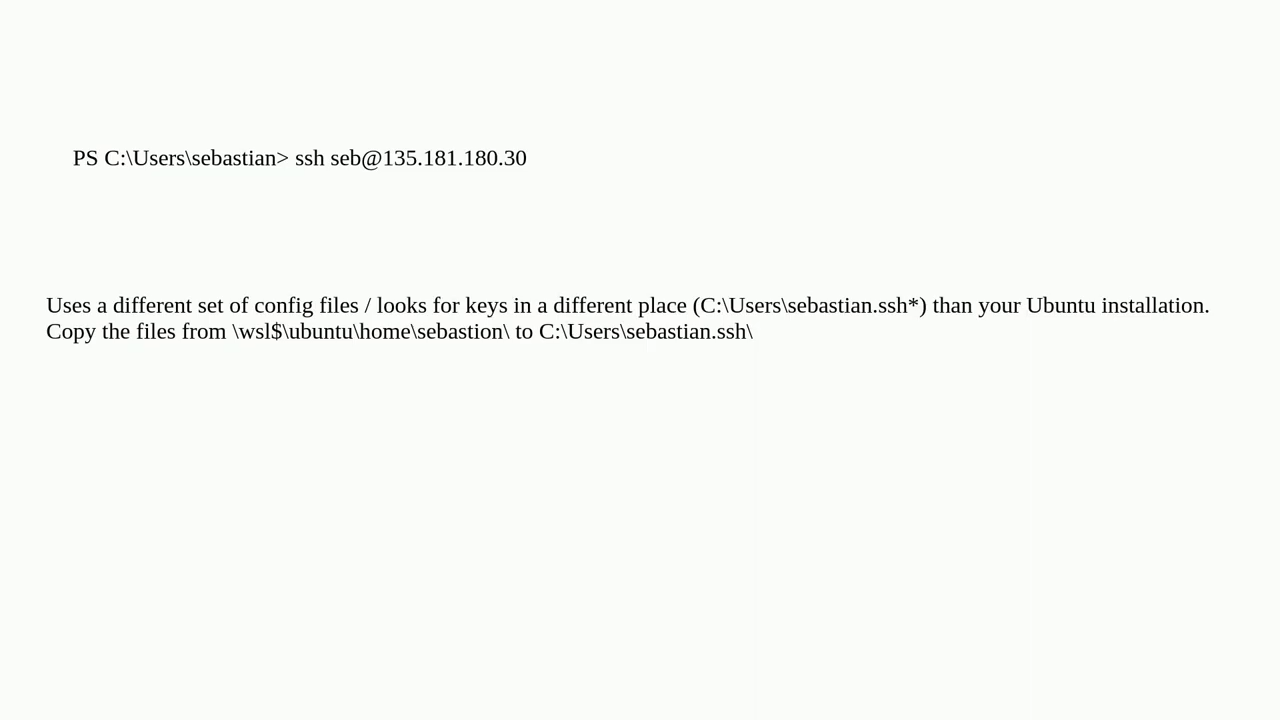 PS C:\Users\sebastian> ssh seb@135.181.180.30
Uses a different set of config files / looks for keys in a different place (C:\Users\sebastian.ssh*) than your Ubuntu installation.
Copy the files from \wsl$\ubuntu\home\sebastion\ to C:\Users\sebastian.ssh\